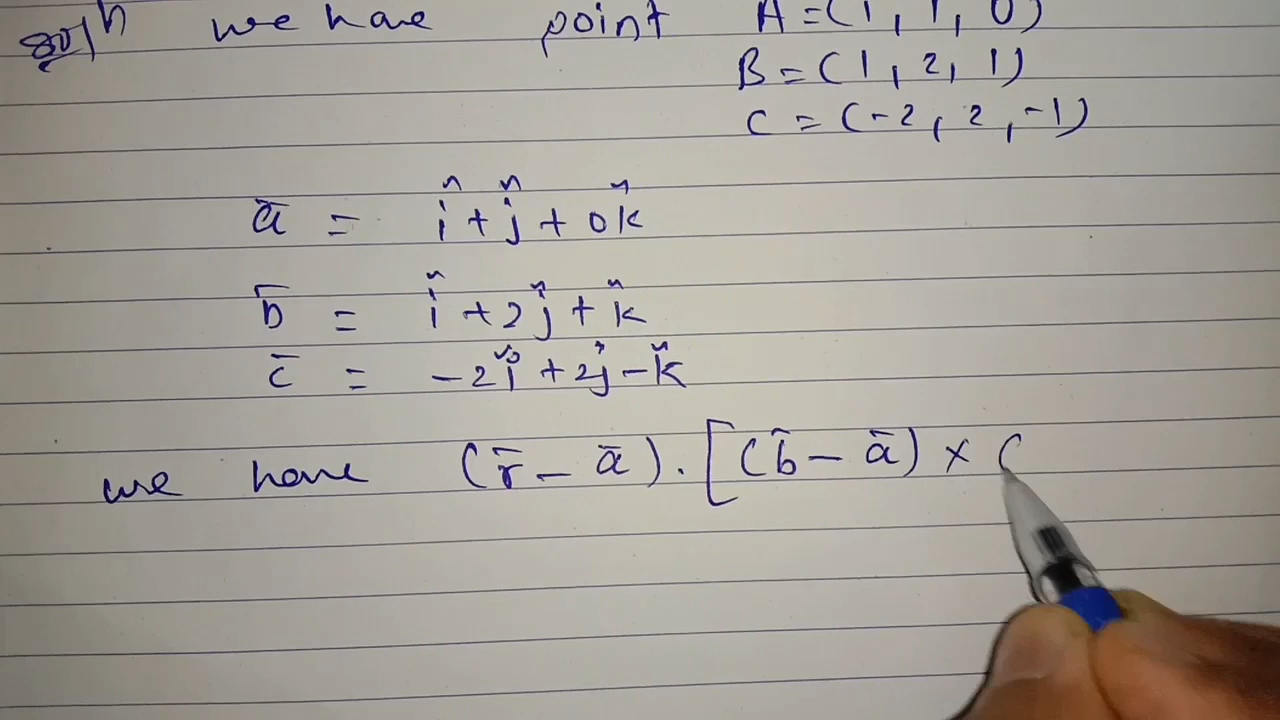 Solⁿ we have point A = (1, 1, 0)
B = (1, 2, 1)
C = (-2, 2, -1)
a̅ = î + ĵ + 0k̂
b̅ = î + 2ĵ + k̂
c̅ = -2î + 2ĵ - k̂
we have (r̅ - a̅) . [(b̅ - a̅) × (